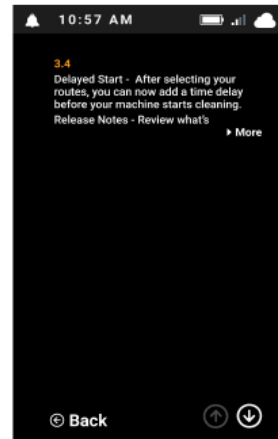 10:57 AM
3.4
Delayed Start - After selecting your
routes, you can now add a time delay
before your machine starts cleaning.
Release Notes - Review what's
More
Back